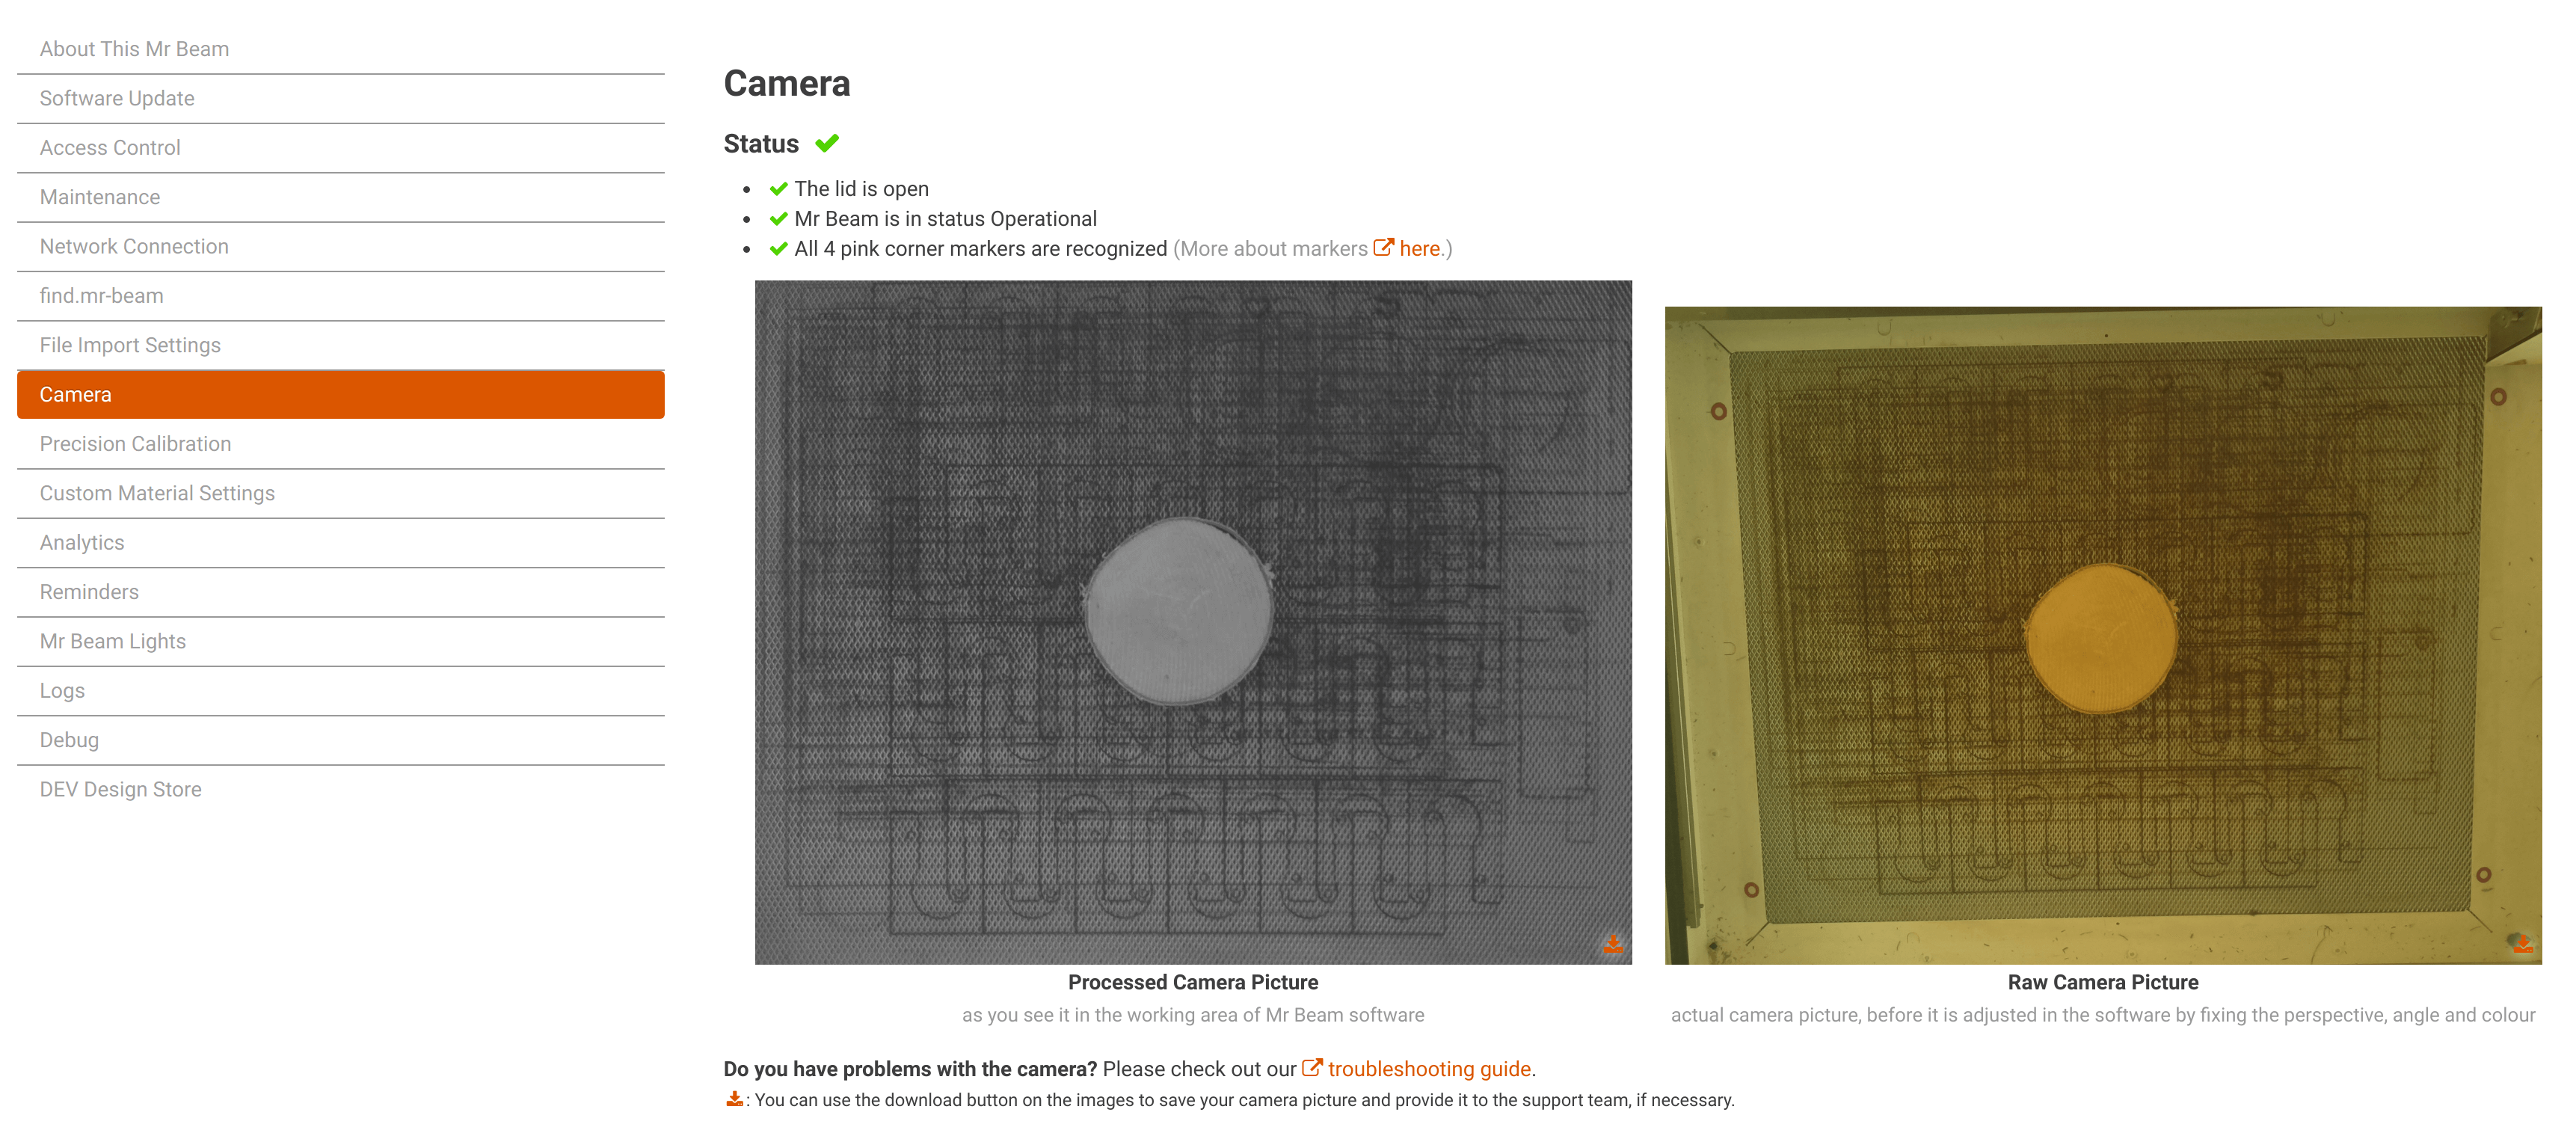 About This Mr Beam
Software Update
Access Control
Maintenance
Network Connection
find.mr-beam
File Import Settings
Camera
Precision Calibration
Custom Material Settings
Analytics
Reminders
Mr Beam Lights
Logs
Debug
DEV Design Store
Camera
Status
The lid is open
Mr Beam is in status Operational
All 4 pink corner markers are recognized (More about markers here.)
Processed Camera Picture
as you see it in the working area of Mr Beam software
Raw Camera Picture
actual camera picture, before it is adjusted in the software by fixing the perspective, angle and colour
Do you have problems with the camera? Please check out our troubleshooting guide.
: You can use the download button on the images to save your camera picture and provide it to the support team, if necessary.